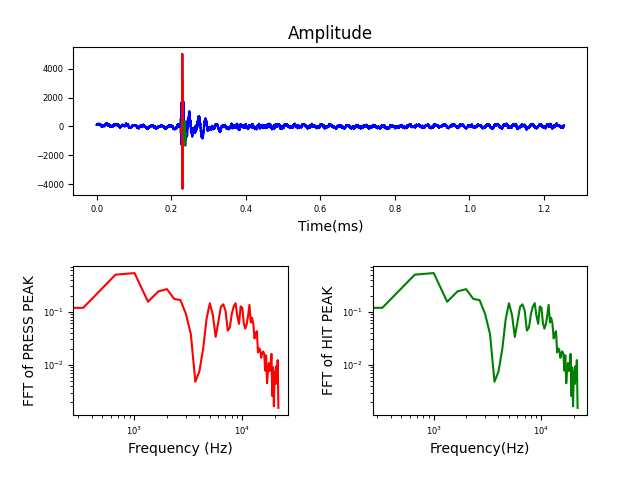 Amplitude
4000
2000
0
−2000
−4000
0.0 0.2 0.4 0.6 0.8 1.0 1.2
Time(ms)
FFT of PRESS PEAK
10⁻¹
10⁻²
10³ 10⁴
Frequency (Hz)
FFT of HIT PEAK
10⁻¹
10⁻²
10³ 10⁴
Frequency(Hz)